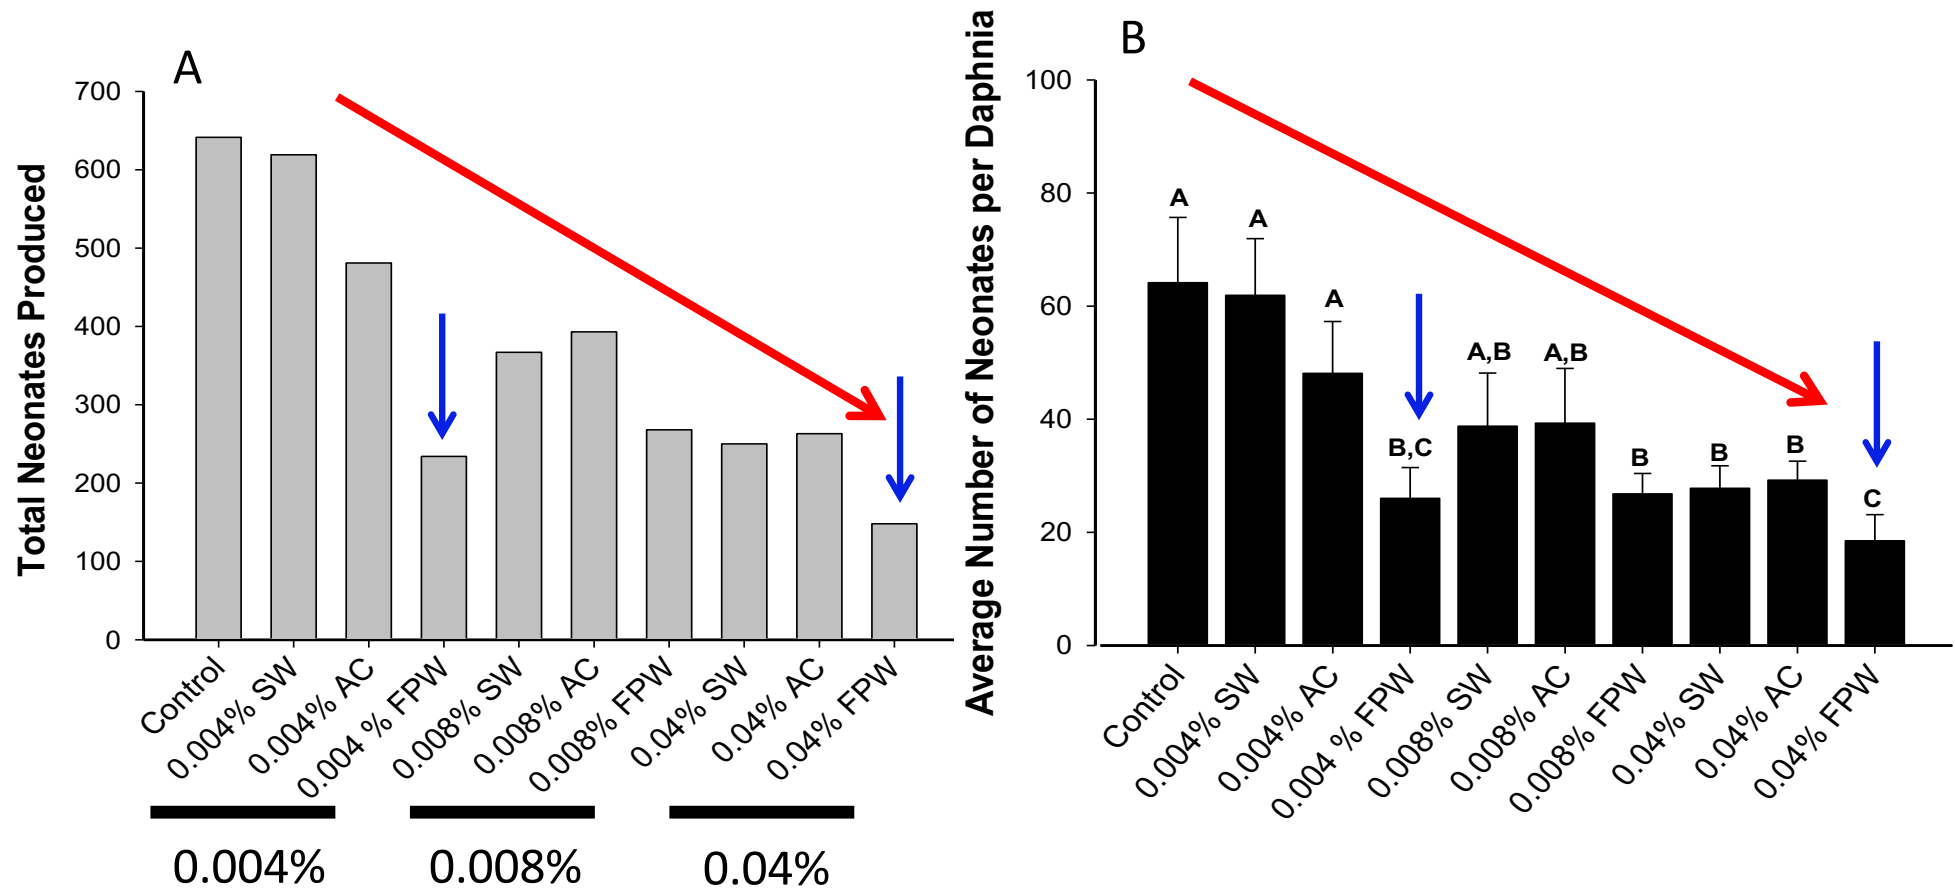 A
Total Neonates Produced
700
600
500
400
300
200
100
0
Control
0.004% SW
0.004% AC
0.004 % FPW
0.008% SW
0.008% AC
0.008% FPW
0.04% SW
0.04% AC
0.04% FPW
0.004%
0.008%
0.04%
B
Average Number of Neonates per Daphnia
100
80
60
40
20
0
A
A
A
B,C
A,B
A,B
B
B
B
C
Control
0.004% SW
0.004% AC
0.004 % FPW
0.008% SW
0.008% AC
0.008% FPW
0.04% SW
0.04% AC
0.04% FPW